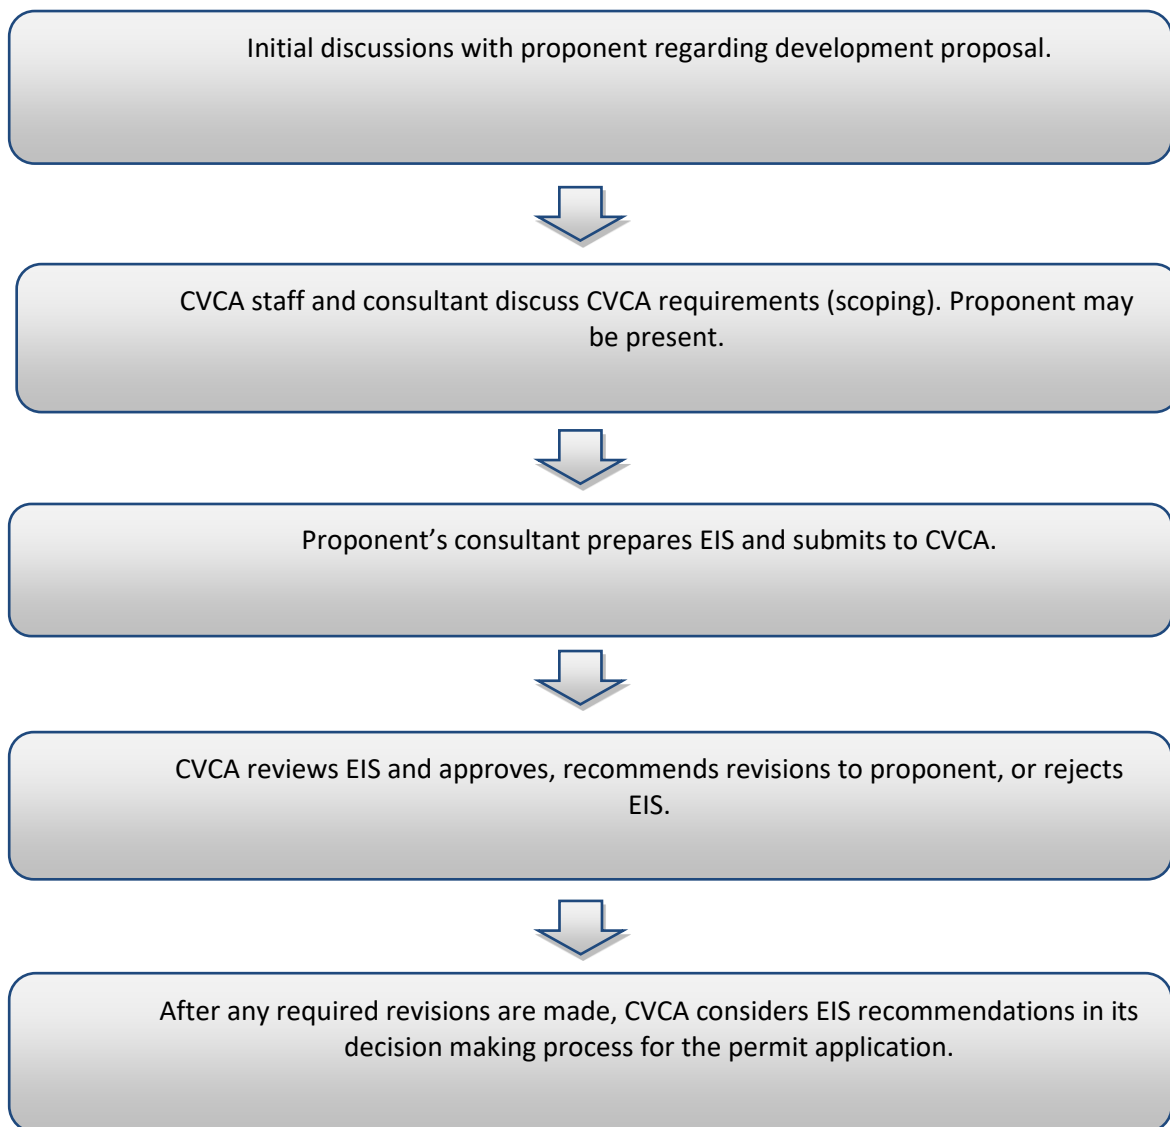 Initial discussions with proponent regarding development proposal.
CVCA staff and consultant discuss CVCA requirements (scoping). Proponent may
be present.
Proponent’s consultant prepares EIS and submits to CVCA.
CVCA reviews EIS and approves, recommends revisions to proponent, or rejects
EIS.
After any required revisions are made, CVCA considers EIS recommendations in its
decision making process for the permit application.